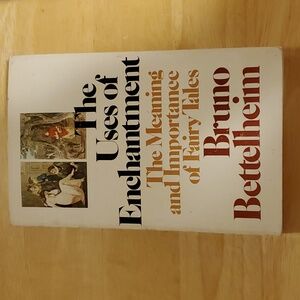 The
Uses of
Enchantment
The Meaning
and Importance
of Fairy Tales
Bruno
Bettelheim